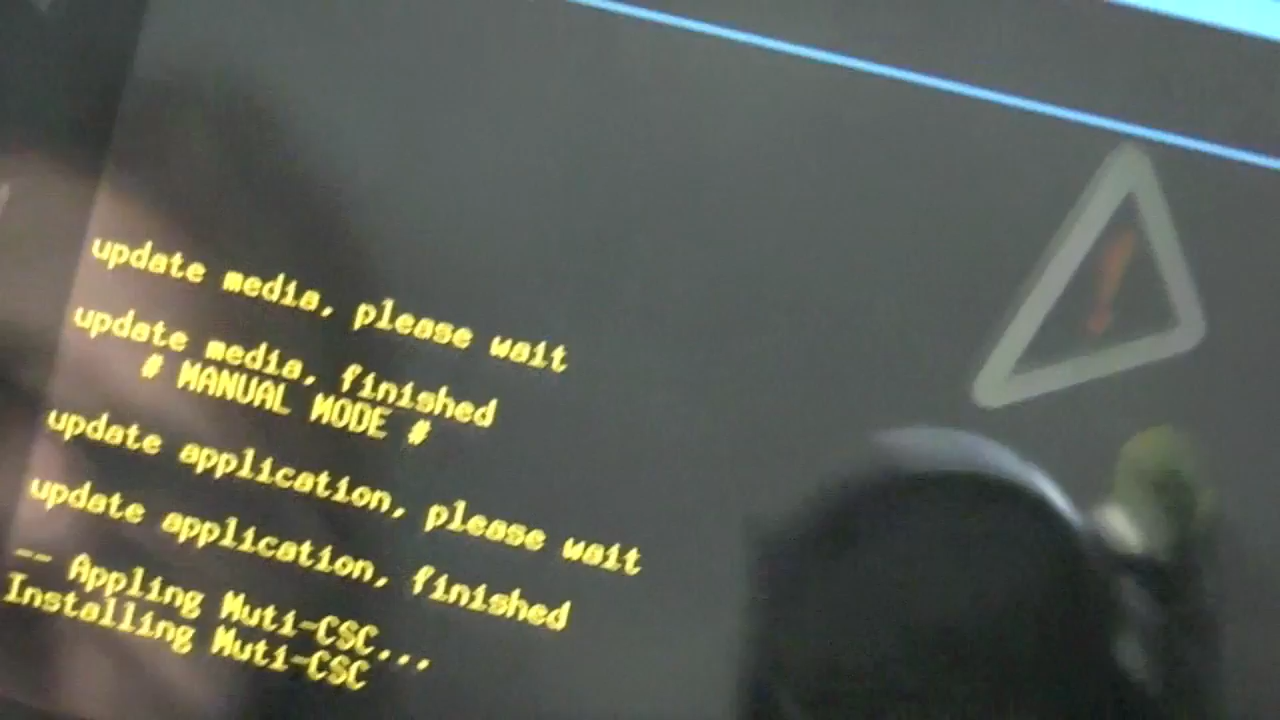 update media, please wait
update media, finished
# MANUAL MODE #
update application, please wait
update application, finished
-- Appling Muti-CSC...
Installing Muti-CSC